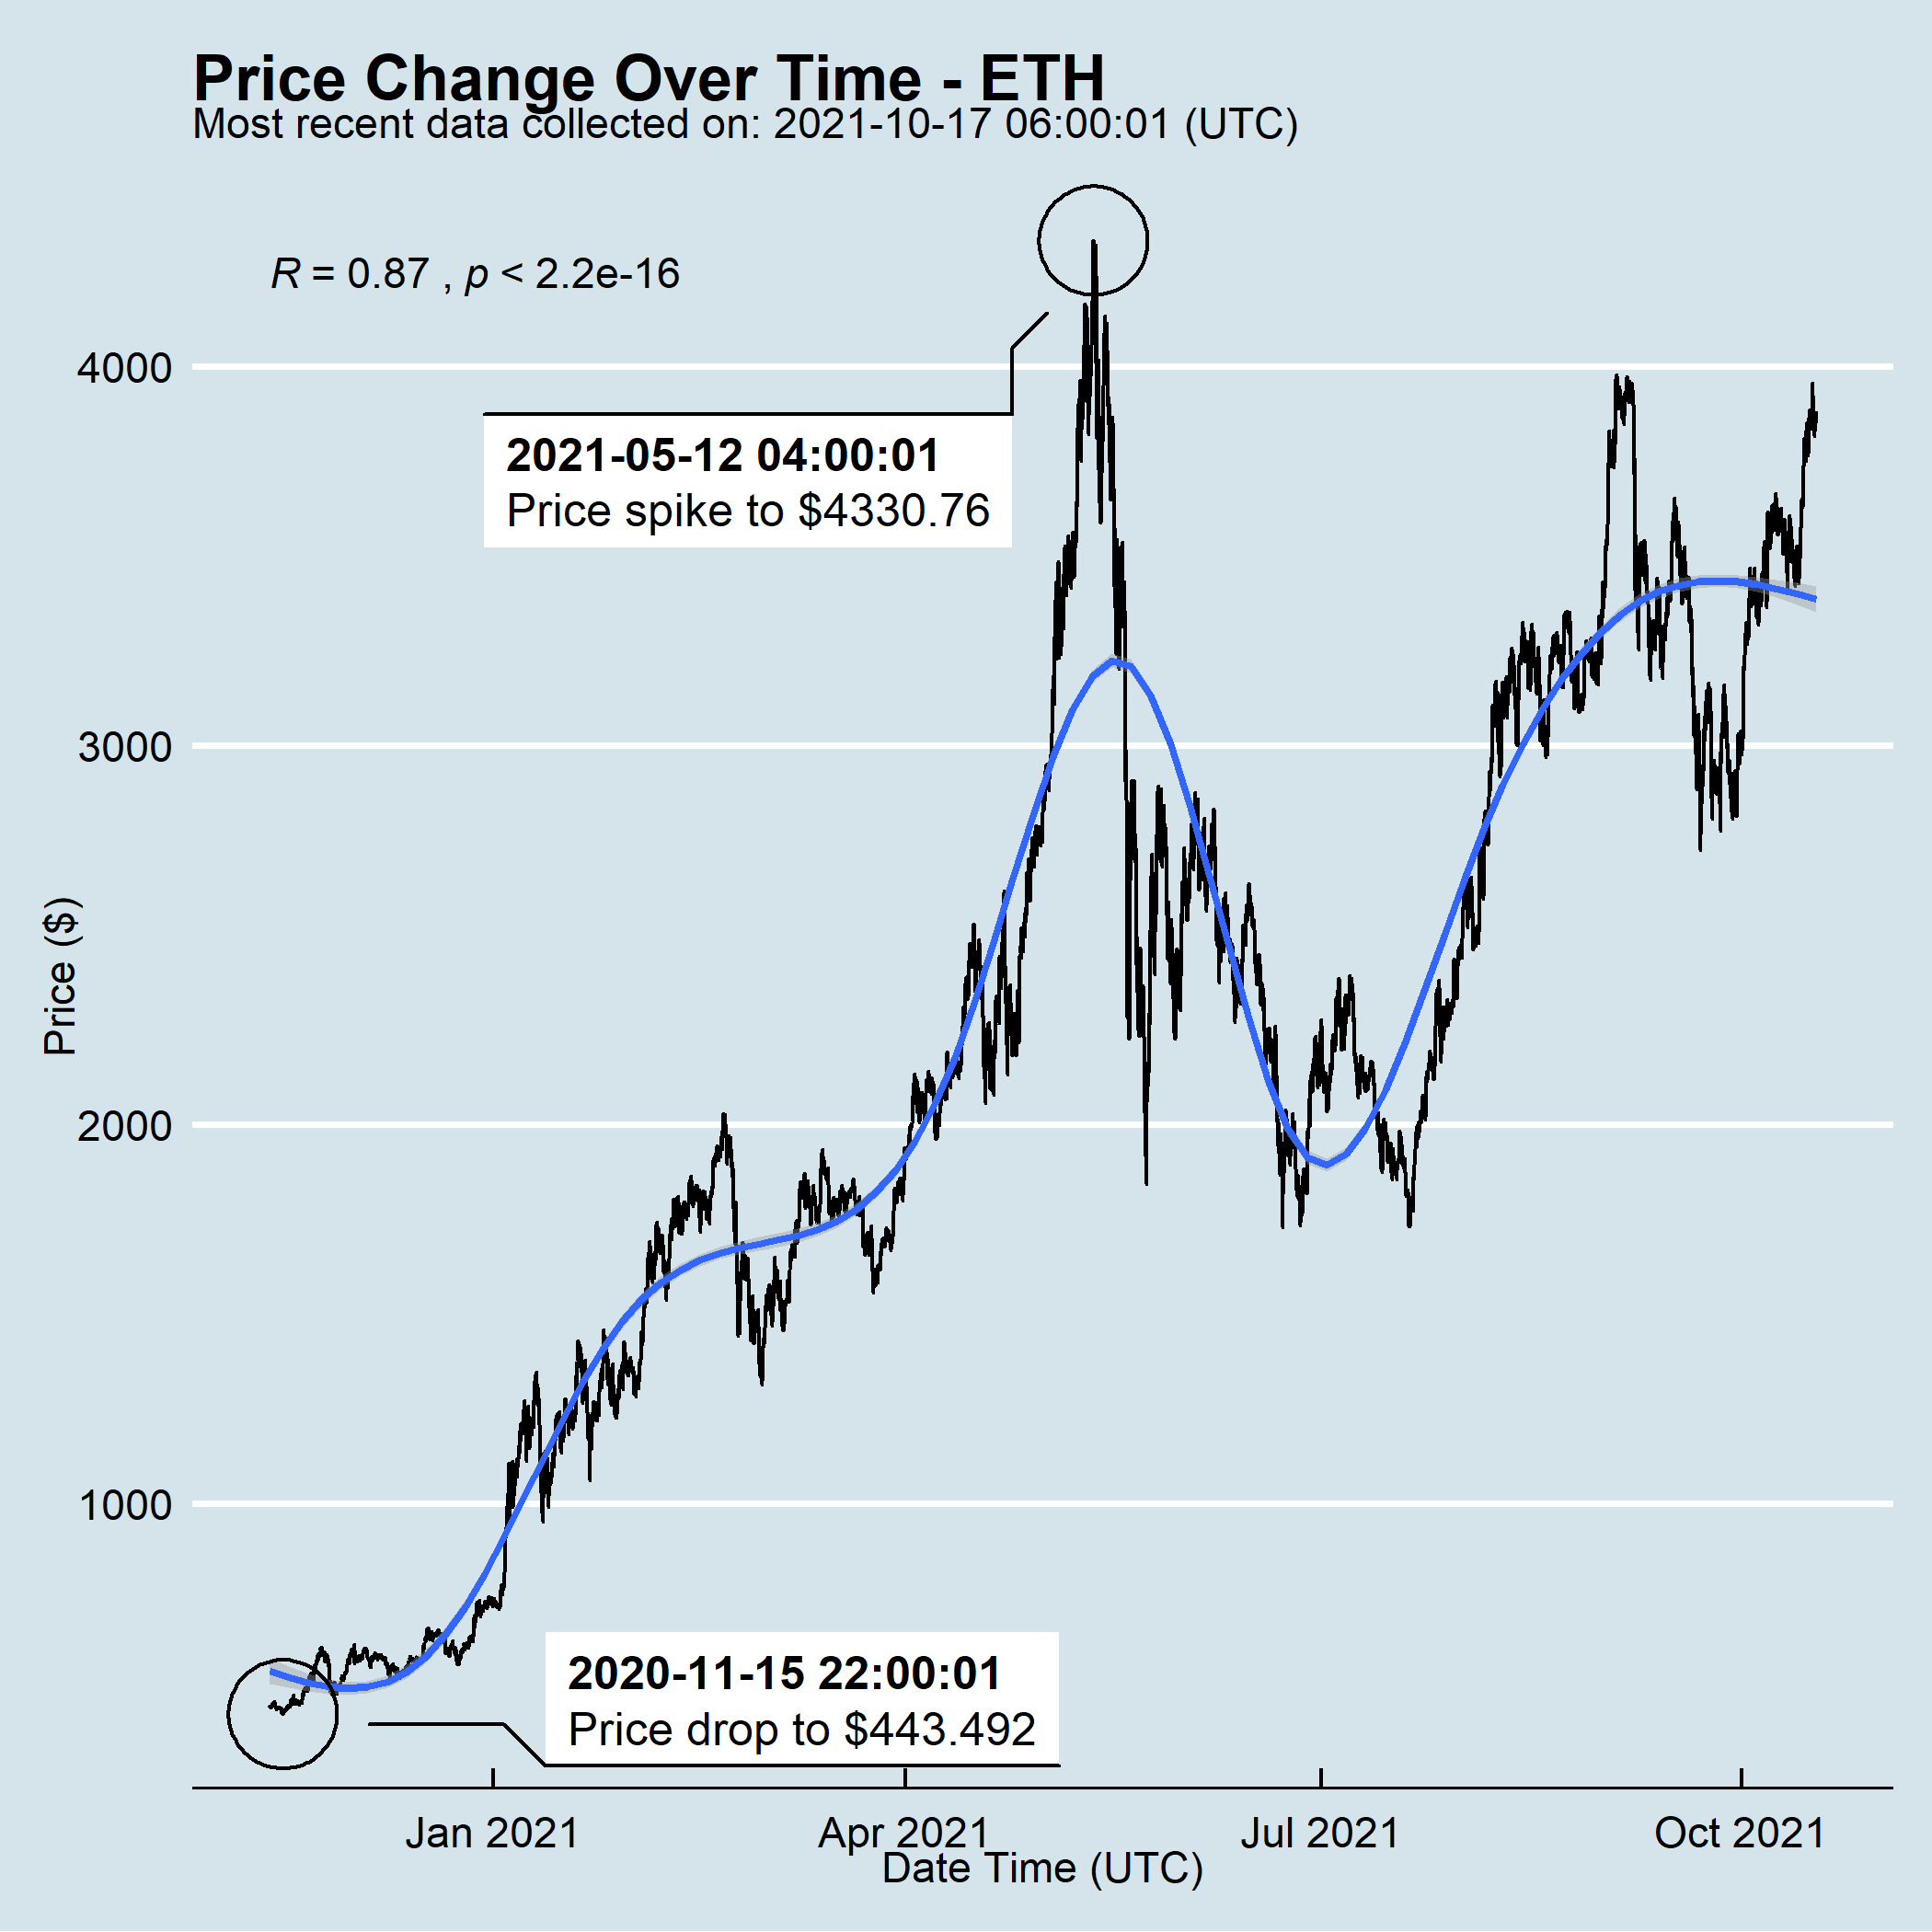 Price Change Over Time - ETH
Most recent data collected on: 2021-10-17 06:00:01 (UTC)
R = 0.87 , p < 2.2e-16
4000
2021-05-12 04:00:01
Price spike to $4330.76
3000
Price ($)
2000
1000
2020-11-15 22:00:01
Price drop to $443.492
Jan 2021
Apr 2021
Jul 2021
Oct 2021
Date Time (UTC)